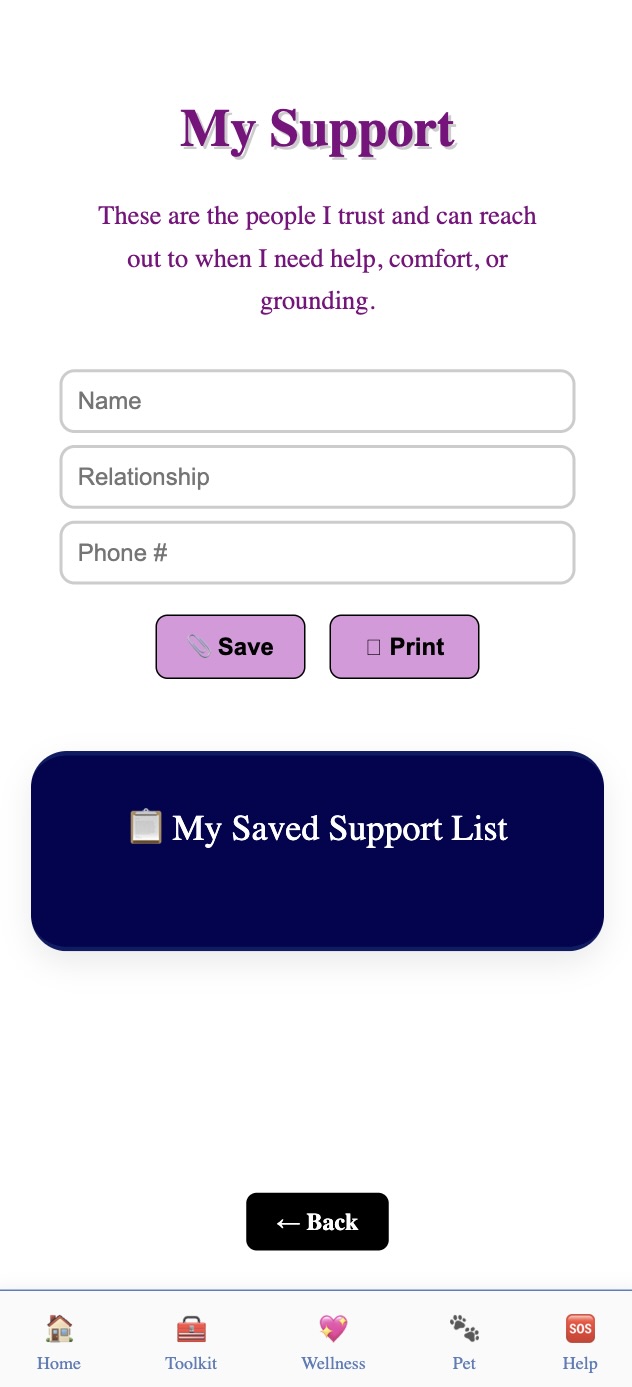 My Support
These are the people I trust and can reach
out to when I need help, comfort, or
grounding.
Name
Relationship
Phone #
📎 Save
Print
📋 My Saved Support List
← Back
SOS
Home
Toolkit
Wellness
Pet
Help